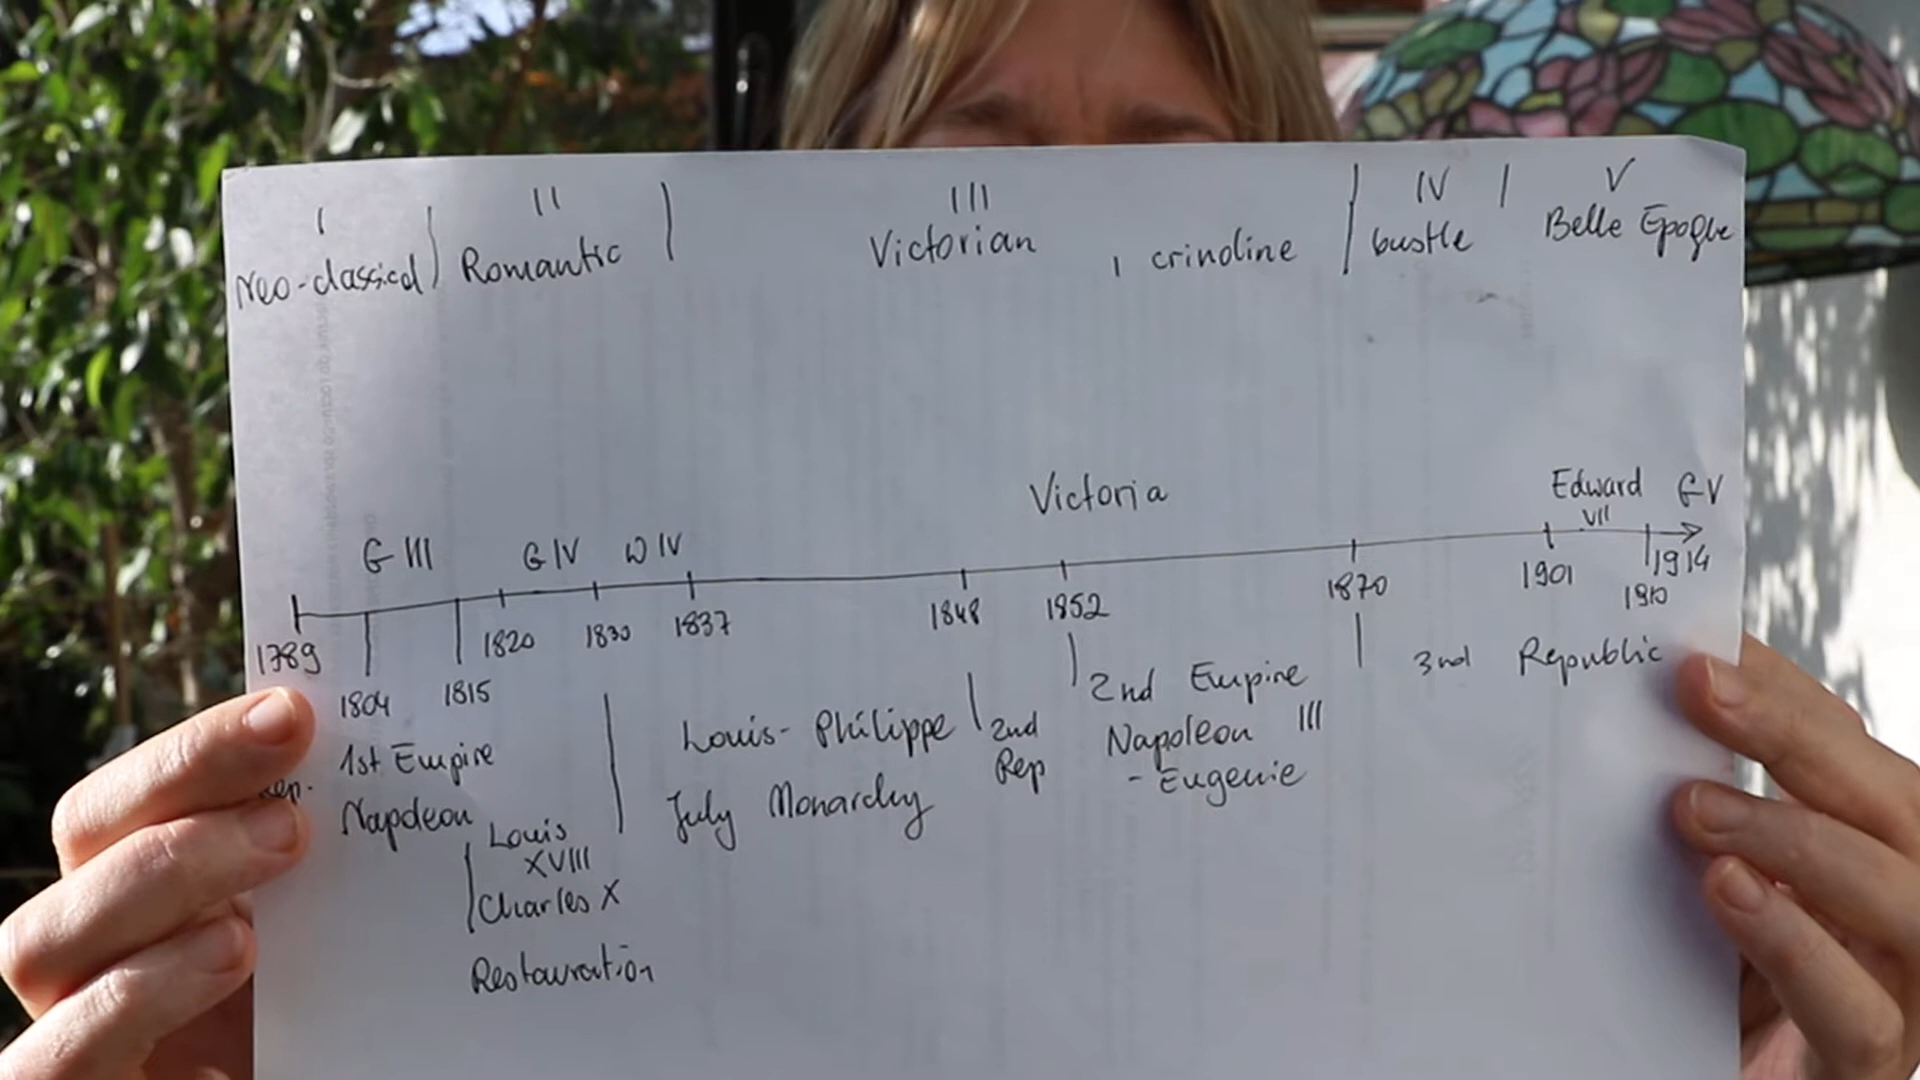 I II III IV V
Neo-classical Romantic Victorian crinoline bustle Belle Epoque
Victoria Edward VII G V
G III G IV W IV
1789 1804 1815 1820 1830 1837 1848 1852 1870 1901 1910 1914
Rep.
1st Empire
Napoleon
Louis
XVIII
Charles X
Restauration
Louis-Philippe
July Monarchy
2nd
Rep
2nd Empire
Napoleon III
- Eugenie
3nd Republic